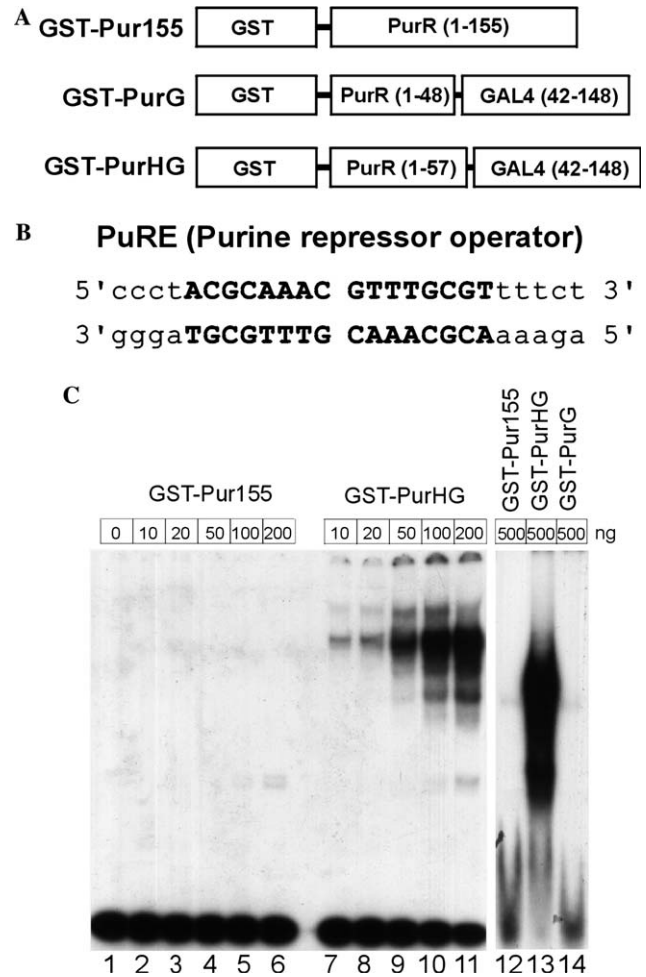 A
GST-Pur155 GST PurR (1-155)
GST-PurG GST PurR (1-48) GAL4 (42-148)
GST-PurHG GST PurR (1-57) GAL4 (42-148)
B PuRE (Purine repressor operator)
5 'ccctACGCAAAC GTTTGCGTtttct 3'
3 'gggaTGCGTTTG CAAACGCAaaaga 5'
C
GST-Pur155 GST-PurHG GST-Pur155 GST-PurHG GST-PurG
0 10 20 50 100 200 10 20 50 100 200 500 500 500 ng
1 2 3 4 5 6 7 8 9 10 11 12 13 14